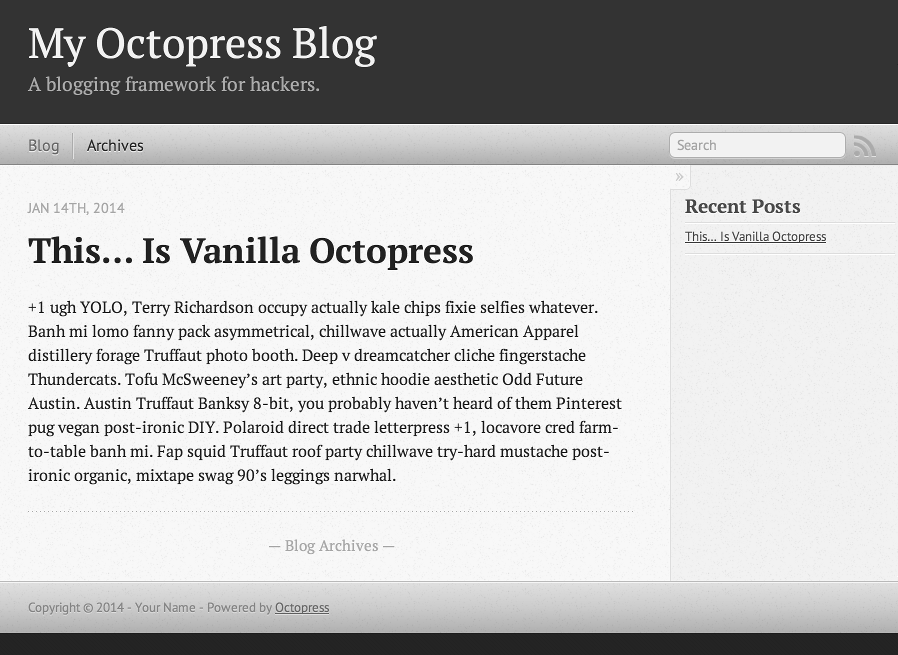 My Octopress Blog
A blogging framework for hackers.
Blog
Archives
Search
»
JAN 14TH, 2014
This... Is Vanilla Octopress
+1 ugh YOLO, Terry Richardson occupy actually kale chips fixie selfies whatever.
Banh mi lomo fanny pack asymmetrical, chillwave actually American Apparel
distillery forage Truffaut photo booth. Deep v dreamcatcher cliche fingerstache
Thundercats. Tofu McSweeney’s art party, ethnic hoodie aesthetic Odd Future
Austin. Austin Truffaut Banksy 8-bit, you probably haven’t heard of them Pinterest
pug vegan post-ironic DIY. Polaroid direct trade letterpress +1, locavore cred farm-
to-table banh mi. Fap squid Truffaut roof party chillwave try-hard mustache post-
ironic organic, mixtape swag 90’s leggings narwhal.
— Blog Archives —
Recent Posts
This... Is Vanilla Octopress
Copyright © 2014 - Your Name - Powered by Octopress